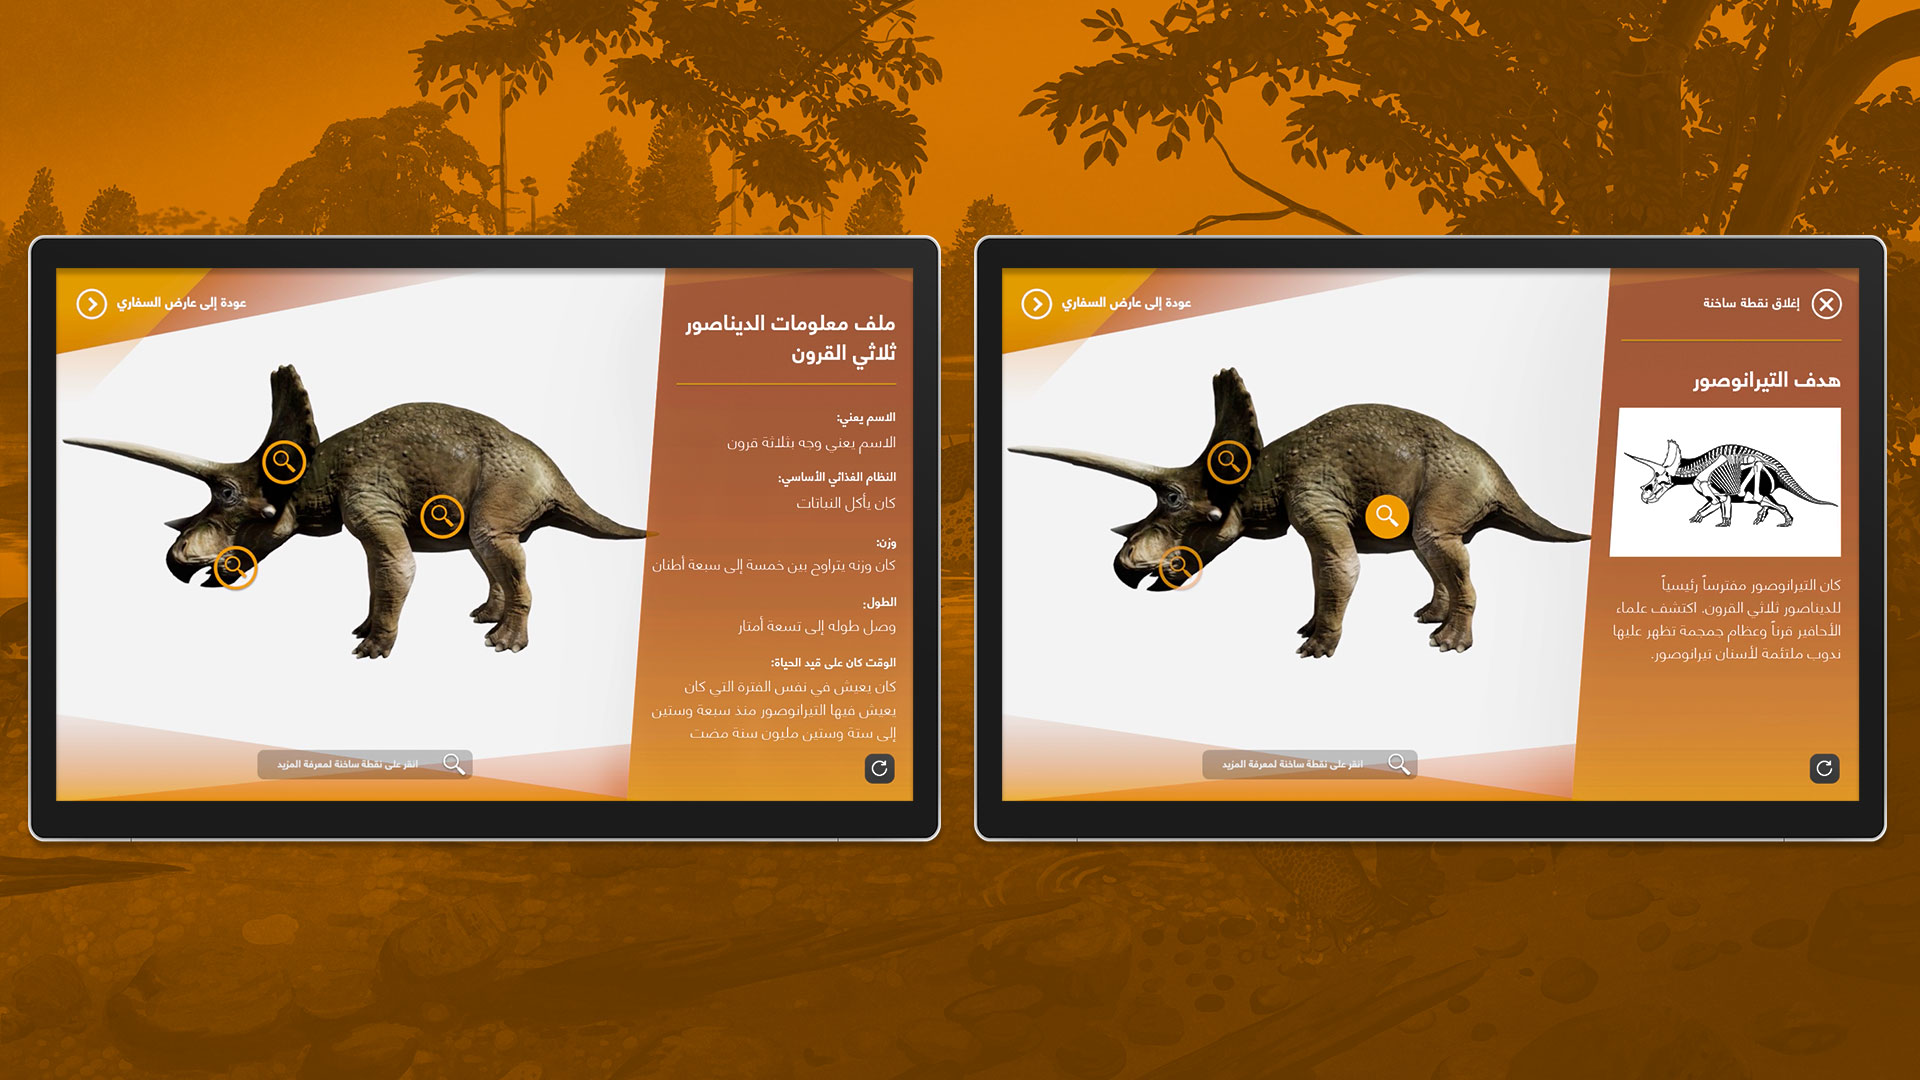 عودة إلى عارض السفاري
ملف معلومات الديناصور
ثلاثي القرون
الاسم يعني:
الاسم يعني وجه بثلاثة قرون
النظام الغذائي الأساسي:
كان يأكل النباتات
وزن:
كان وزنه يتراوح بين خمسة إلى سبعة أطنان
الطول:
وصل طوله إلى تسعة أمتار
الوقت كان على قيد الحياة:
كان يعيش في نفس الفترة التي كان
يعيش فيها التيرانوصور منذ سبعة وستين
إلى ستة وستين مليون سنة مضت
انقر على نقطة ساخنة لمعرفة المزيد
عودة إلى عارض السفاري
إغلاق نقطة ساخنة
هدف التيرانوصور
كان التيرانوصور مفترساً رئيسياً
للديناصور ثلاثي القرون. اكتشف علماء
الأحافير قرناً وعظام جمجمة تظهر عليها
ندوب ملتئمة لأسنان تيرانوصور.
انقر على نقطة ساخنة لمعرفة المزيد